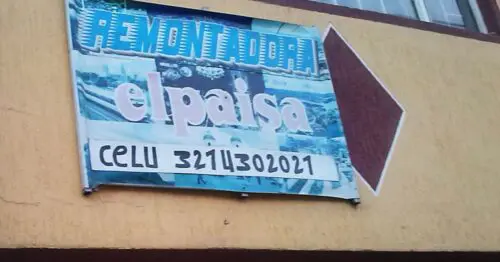 REMONTADORA
elpaisa
CELU 3214302021